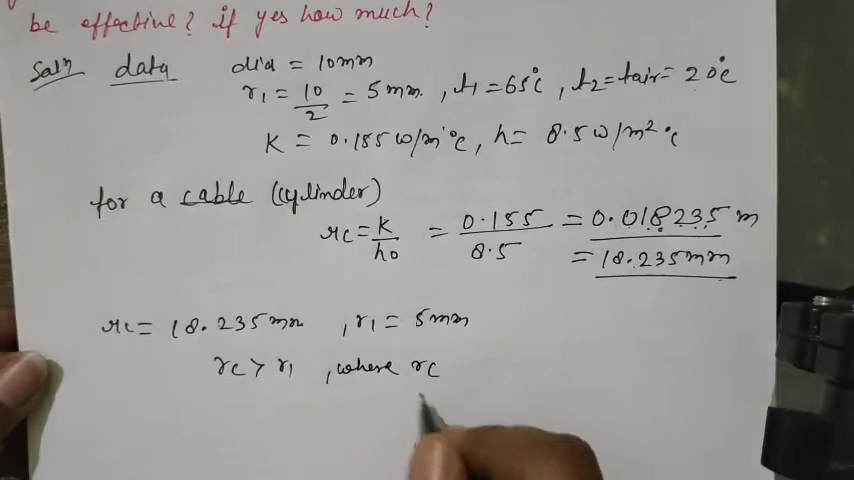 be effective? if yes how much?
Soln data dia = 10mm
r1 = 10/2 = 5mm, t1 = 65°c, t2 = tair = 20°c
K = 0.155 w/m°c, h = 8.5 w/m2 °c
for a cable (cylinder)
rc = K/h0 = 0.155/8.5 = 0.018235 m
= 18.235mm
rc = 18.235mm, r1 = 5mm
rc > r1, where rc